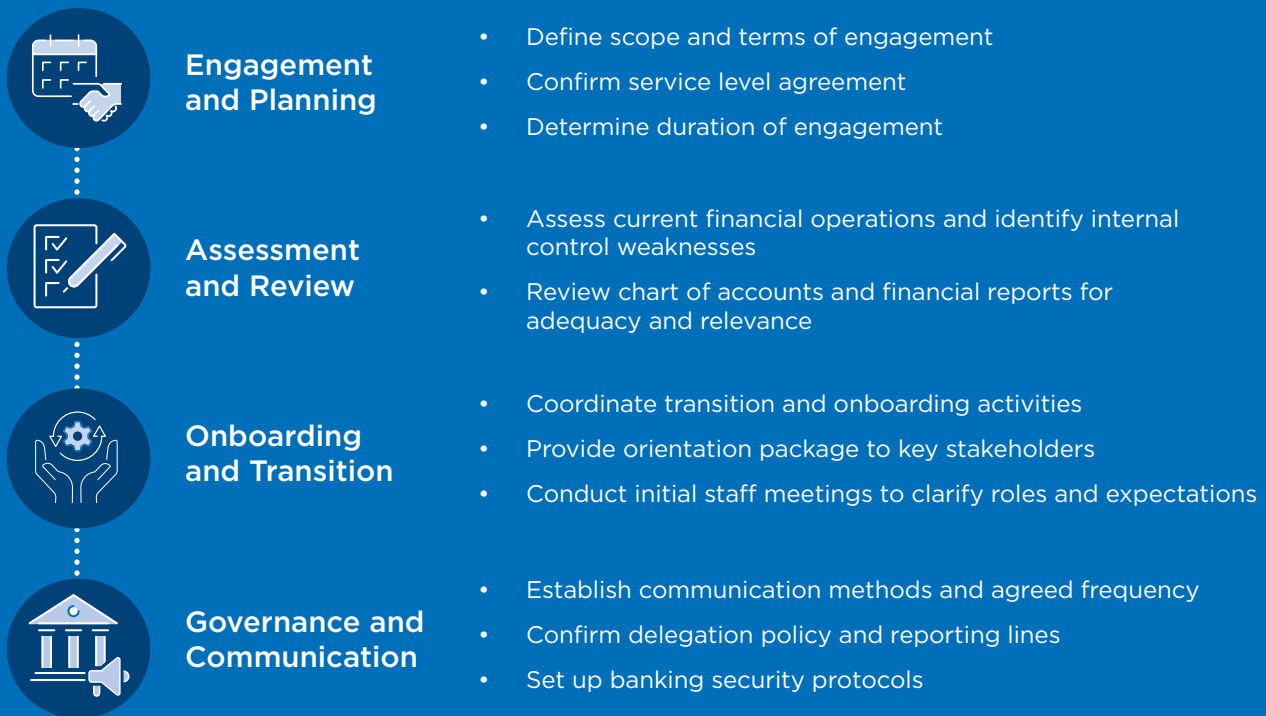 Engagement
and Planning
• Define scope and terms of engagement
• Confirm service level agreement
• Determine duration of engagement
Assessment
and Review
• Assess current financial operations and identify internal
control weaknesses
• Review chart of accounts and financial reports for
adequacy and relevance
Onboarding
and Transition
• Coordinate transition and onboarding activities
• Provide orientation package to key stakeholders
• Conduct initial staff meetings to clarify roles and expectations
Governance and
Communication
• Establish communication methods and agreed frequency
• Confirm delegation policy and reporting lines
• Set up banking security protocols